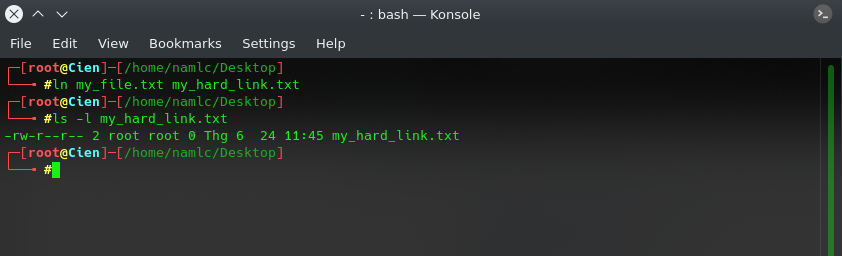 - : bash — Konsole
File Edit View Bookmarks Settings Help
┌─[root@Cien]─[/home/namlc/Desktop]
└──╼ #ln my_file.txt my_hard_link.txt
┌─[root@Cien]─[/home/namlc/Desktop]
└──╼ #ls -l my_hard_link.txt
-rw-r--r-- 2 root root 0 Thg 6  24 11:45 my_hard_link.txt
┌─[root@Cien]─[/home/namlc/Desktop]
└──╼ #